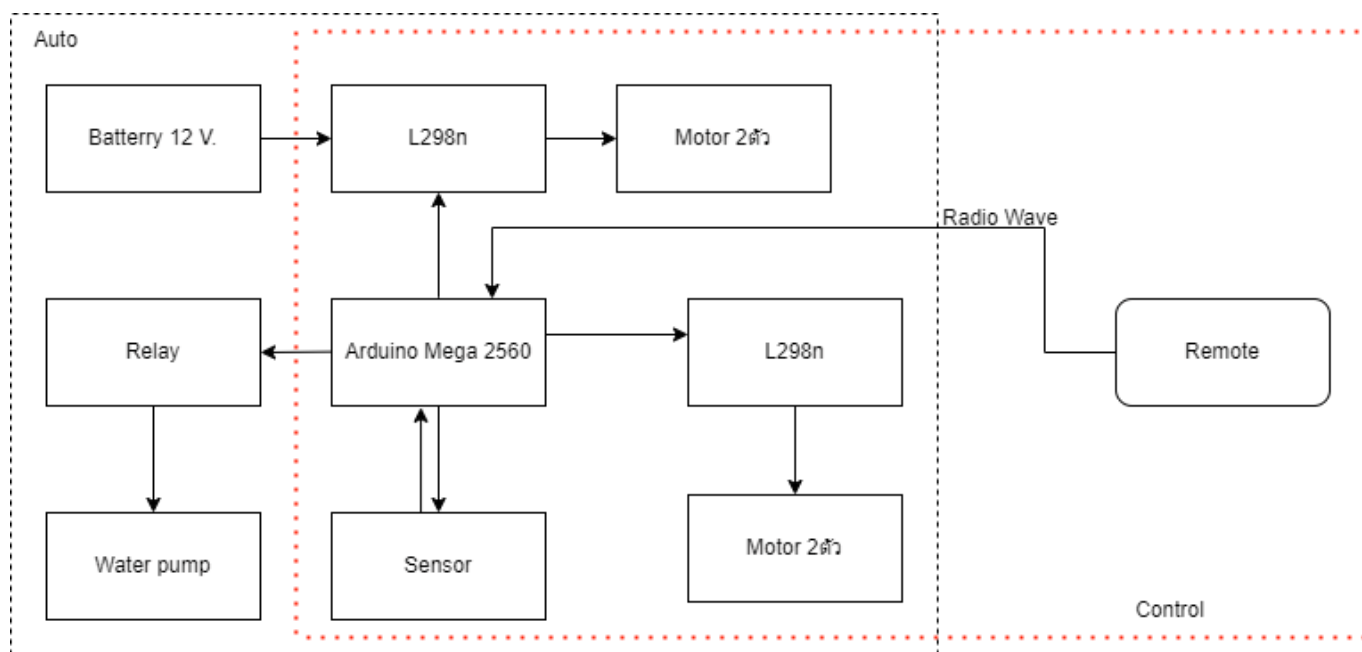 Auto
Batterry 12 V.
L298n
Motor 2ตัว
Radio Wave
Relay
Arduino Mega 2560
L298n
Remote
Water pump
Sensor
Motor 2ตัว
Control